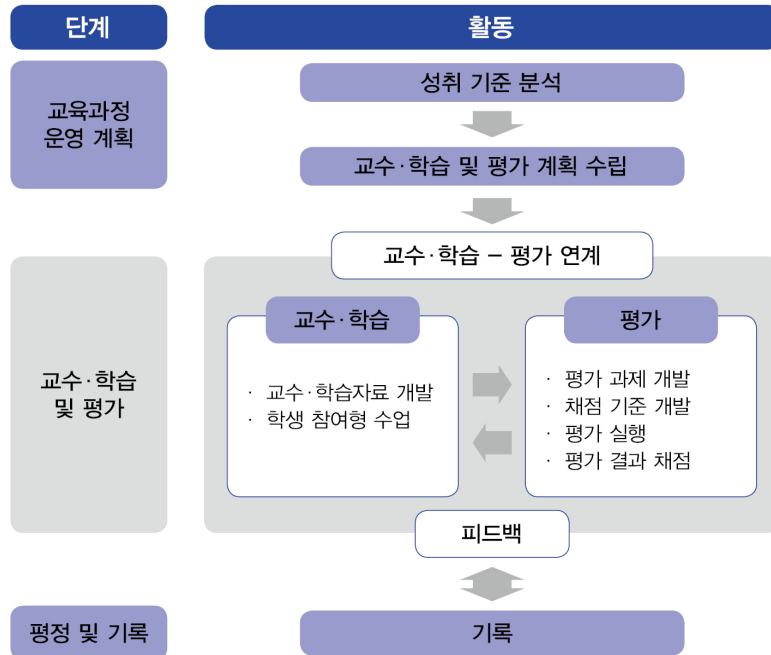 단계
활동
교육과정
운영 계획
성취 기준 분석
교수·학습 및 평가 계획 수립
교수·학습 – 평가 연계
교수·학습
및 평가
교수·학습
· 교수·학습자료 개발
· 학생 참여형 수업
평가
· 평가 과제 개발
· 채점 기준 개발
· 평가 실행
· 평가 결과 채점
피드백
평정 및 기록
기록